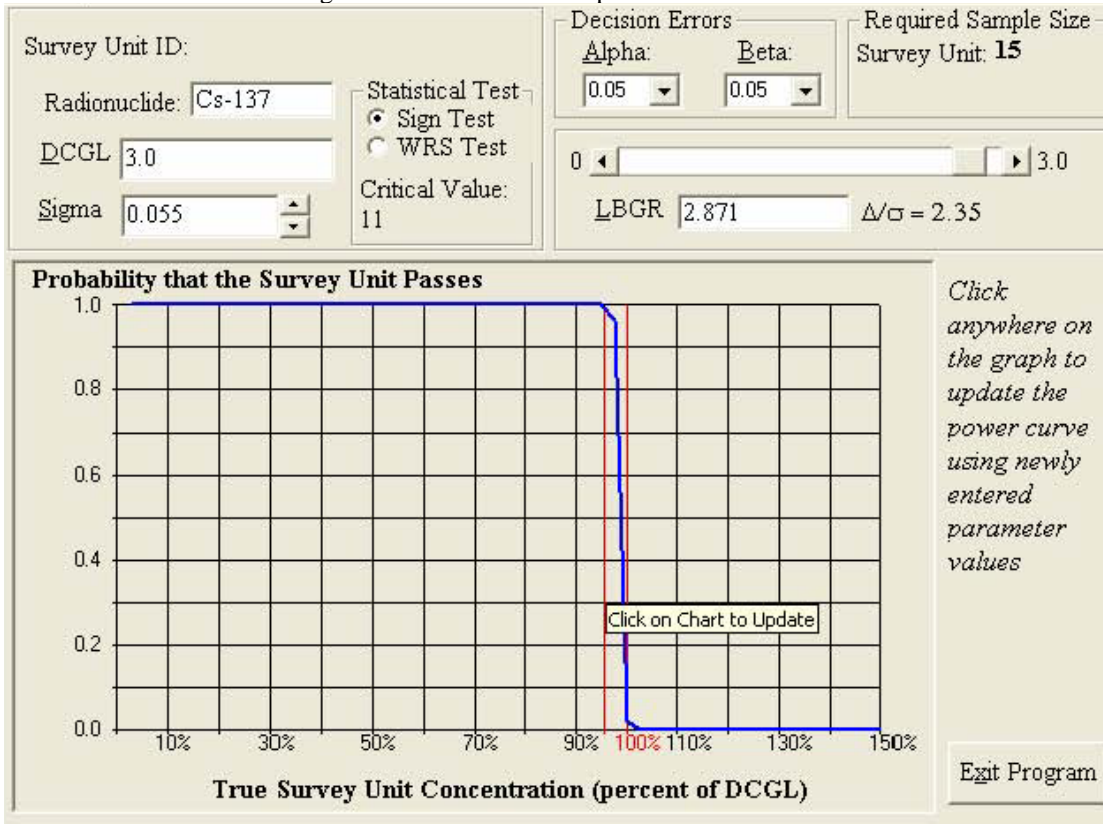 Survey Unit ID:
Radionuclide: Cs-137
DCGL 3.0
Sigma 0.055
Statistical Test
Sign Test
WRS Test
Critical Value:
11
Decision Errors
Alpha: Beta:
0.05 0.05
Required Sample Size
Survey Unit: 15
0 3.0
LBGR 2.871 Δ/σ = 2.35
Probability that the Survey Unit Passes
1.0
0.8
0.6
0.4
0.2
0.0
Click on Chart to Update
10% 30% 50% 70% 90% 100% 110% 130% 150%
True Survey Unit Concentration (percent of DCGL)
Click
anywhere on
the graph to
update the
power curve
using newly
entered
parameter
values
Exit Program